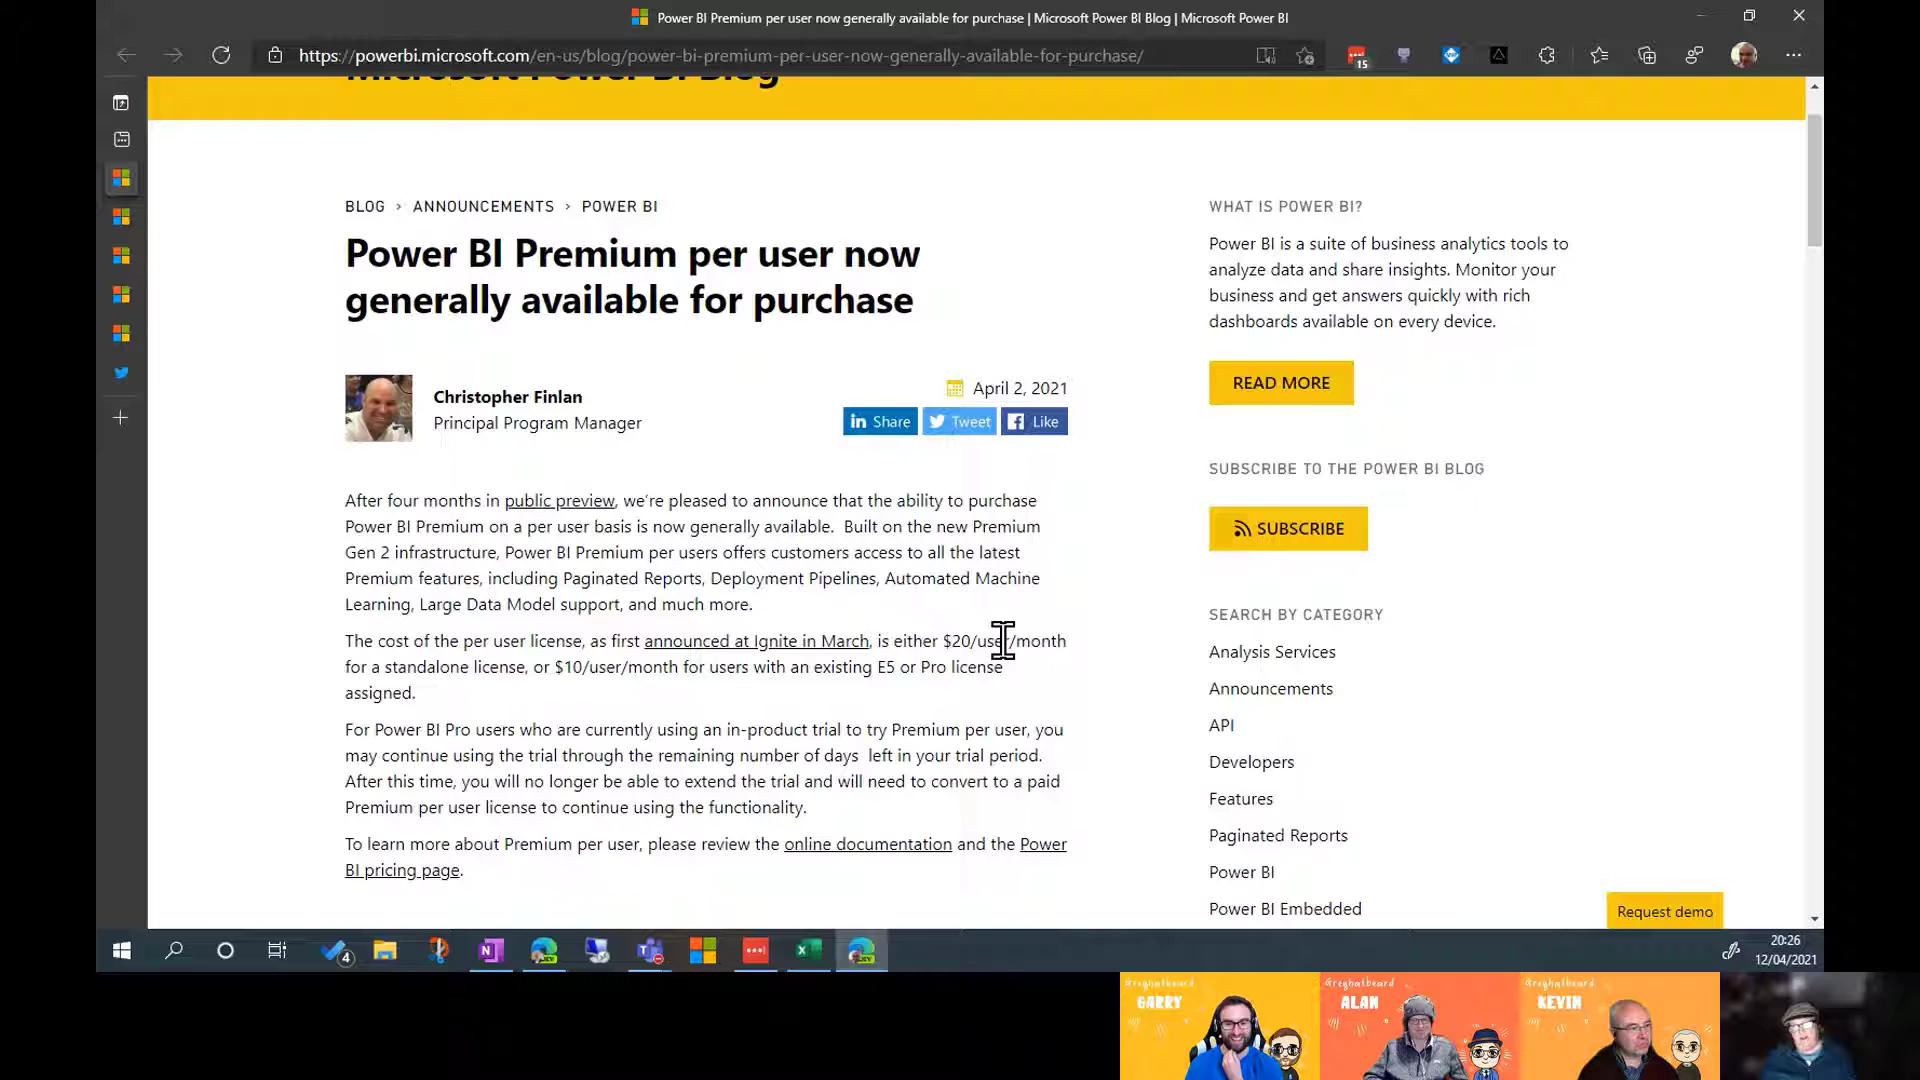 Power BI Premium per user now generally available for purchase | Microsoft Power BI Blog | Microsoft Power BI
https://powerbi.microsoft.com/en-us/blog/power-bi-premium-per-user-now-generally-available-for-purchase/
15
Microsoft Power BI Blog
BLOG > ANNOUNCEMENTS > POWER BI
Power BI Premium per user now
generally available for purchase
Christopher Finlan
Principal Program Manager
April 2, 2021
in Share
Tweet
Like
After four months in public preview, we're pleased to announce that the ability to purchase
Power BI Premium on a per user basis is now generally available.  Built on the new Premium
Gen 2 infrastructure, Power BI Premium per users offers customers access to all the latest
Premium features, including Paginated Reports, Deployment Pipelines, Automated Machine
Learning, Large Data Model support, and much more.
The cost of the per user license, as first announced at Ignite in March, is either $20/user/month
for a standalone license, or $10/user/month for users with an existing E5 or Pro license
assigned.
For Power BI Pro users who are currently using an in-product trial to try Premium per user, you
may continue using the trial through the remaining number of days  left in your trial period.
After this time, you will no longer be able to extend the trial and will need to convert to a paid
Premium per user license to continue using the functionality.
To learn more about Premium per user, please review the online documentation and the Power
BI pricing page.
WHAT IS POWER BI?
Power BI is a suite of business analytics tools to
analyze data and share insights. Monitor your
business and get answers quickly with rich
dashboards available on every device.
READ MORE
SUBSCRIBE TO THE POWER BI BLOG
SUBSCRIBE
SEARCH BY CATEGORY
Analysis Services
Announcements
API
Developers
Features
Paginated Reports
Power BI
Power BI Embedded
Request demo
4
20:26
12/04/2021
Greyhatbeard
GARRY
Greyhatbeard
ALAN
Greyhatbeard
KEVIN